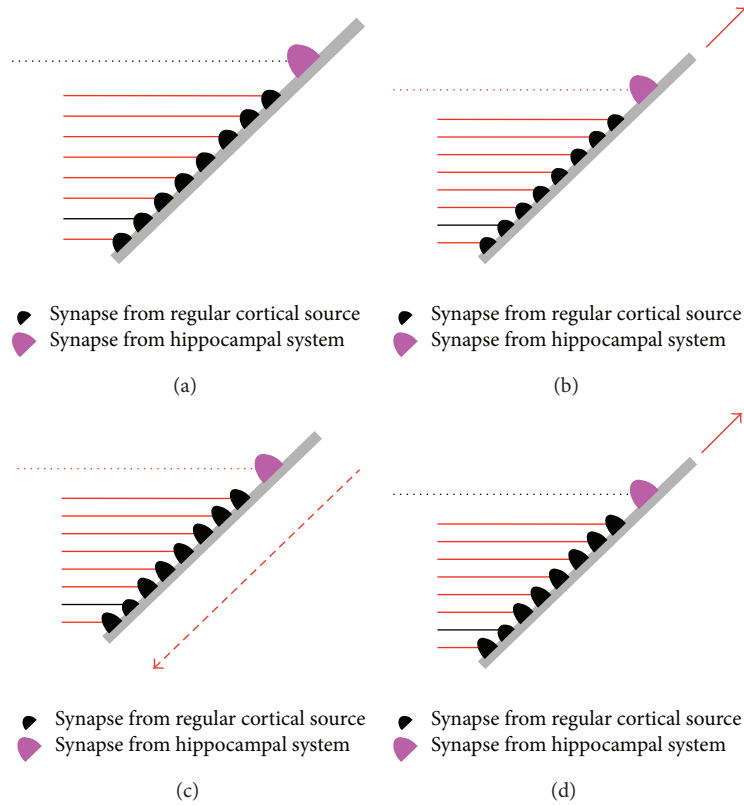 Synapse from regular cortical source
Synapse from hippocampal system
(a)
Synapse from regular cortical source
Synapse from hippocampal system
(b)
Synapse from regular cortical source
Synapse from hippocampal system
(c)
Synapse from regular cortical source
Synapse from hippocampal system
(d)